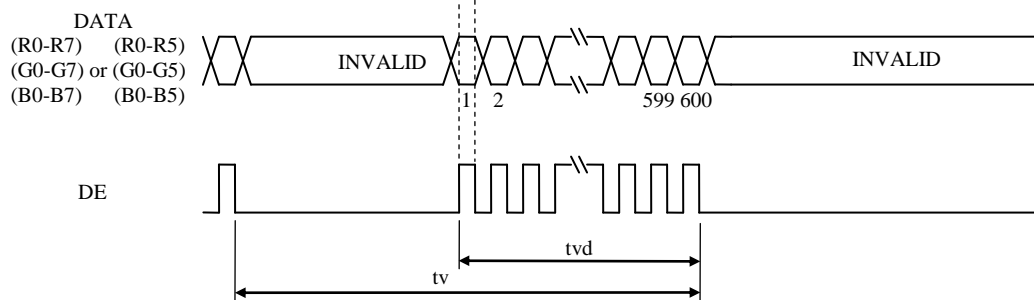 DATA
(R0-R7) (R0-R5)
(G0-G7) or (G0-G5)
(B0-B7) (B0-B5)
INVALID
INVALID
1 2 599 600
DE
tvd
tv